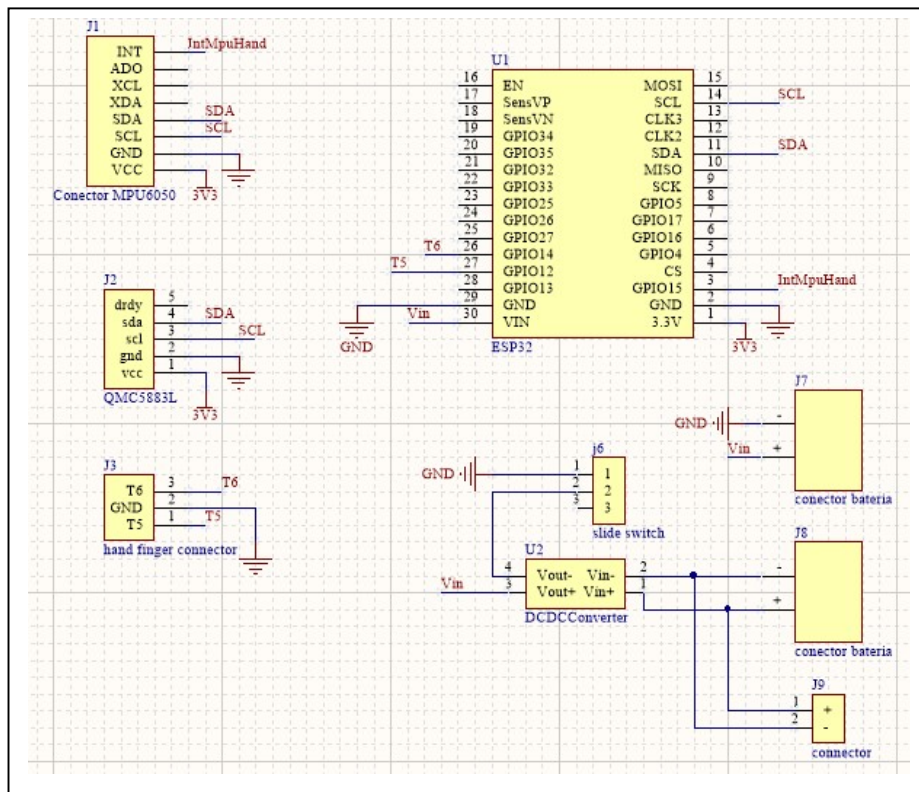 J1
INT
ADO
XCL
XDA
SDA
SCL
GND
VCC
IntMpuHand
SDA
SCL
3V3
Conector MPU6050
J2
drdy 5
sda 4
scl 3
gnd 2
vcc 1
SDA
SCL
3V3
QMC5883L
J3
T6 3
GND 2
T5 1
T6
T5
hand finger connector
U1
16 EN MOSI 15
17 SensVP SCL 14
18 SensVN CLK3 13
19 GPIO34 CLK2 12
20 GPIO35 SDA 11
21 GPIO32 MISO 10
22 GPIO33 SCK 9
23 GPIO25 GPIO5 8
24 GPIO26 GPIO17 7
25 GPIO27 GPIO16 6
26 GPIO14 GPIO4 5
27 GPIO12 CS 4
28 GPIO13 GPIO15 3
29 GND GND 2
30 VIN 3.3V 1
T6
T5
Vin
GND
SCL
SDA
IntMpuHand
3V3
ESP32
J7
GND -
Vin +
conector bateria
j6
GND 1 1
2 2
3 3
slide switch
U2
4 Vout- Vin- 2
Vin 3 Vout+ Vin+ 1
DCDCConverter
J8
-
+
conector bateria
J9
1 +
2 -
connector